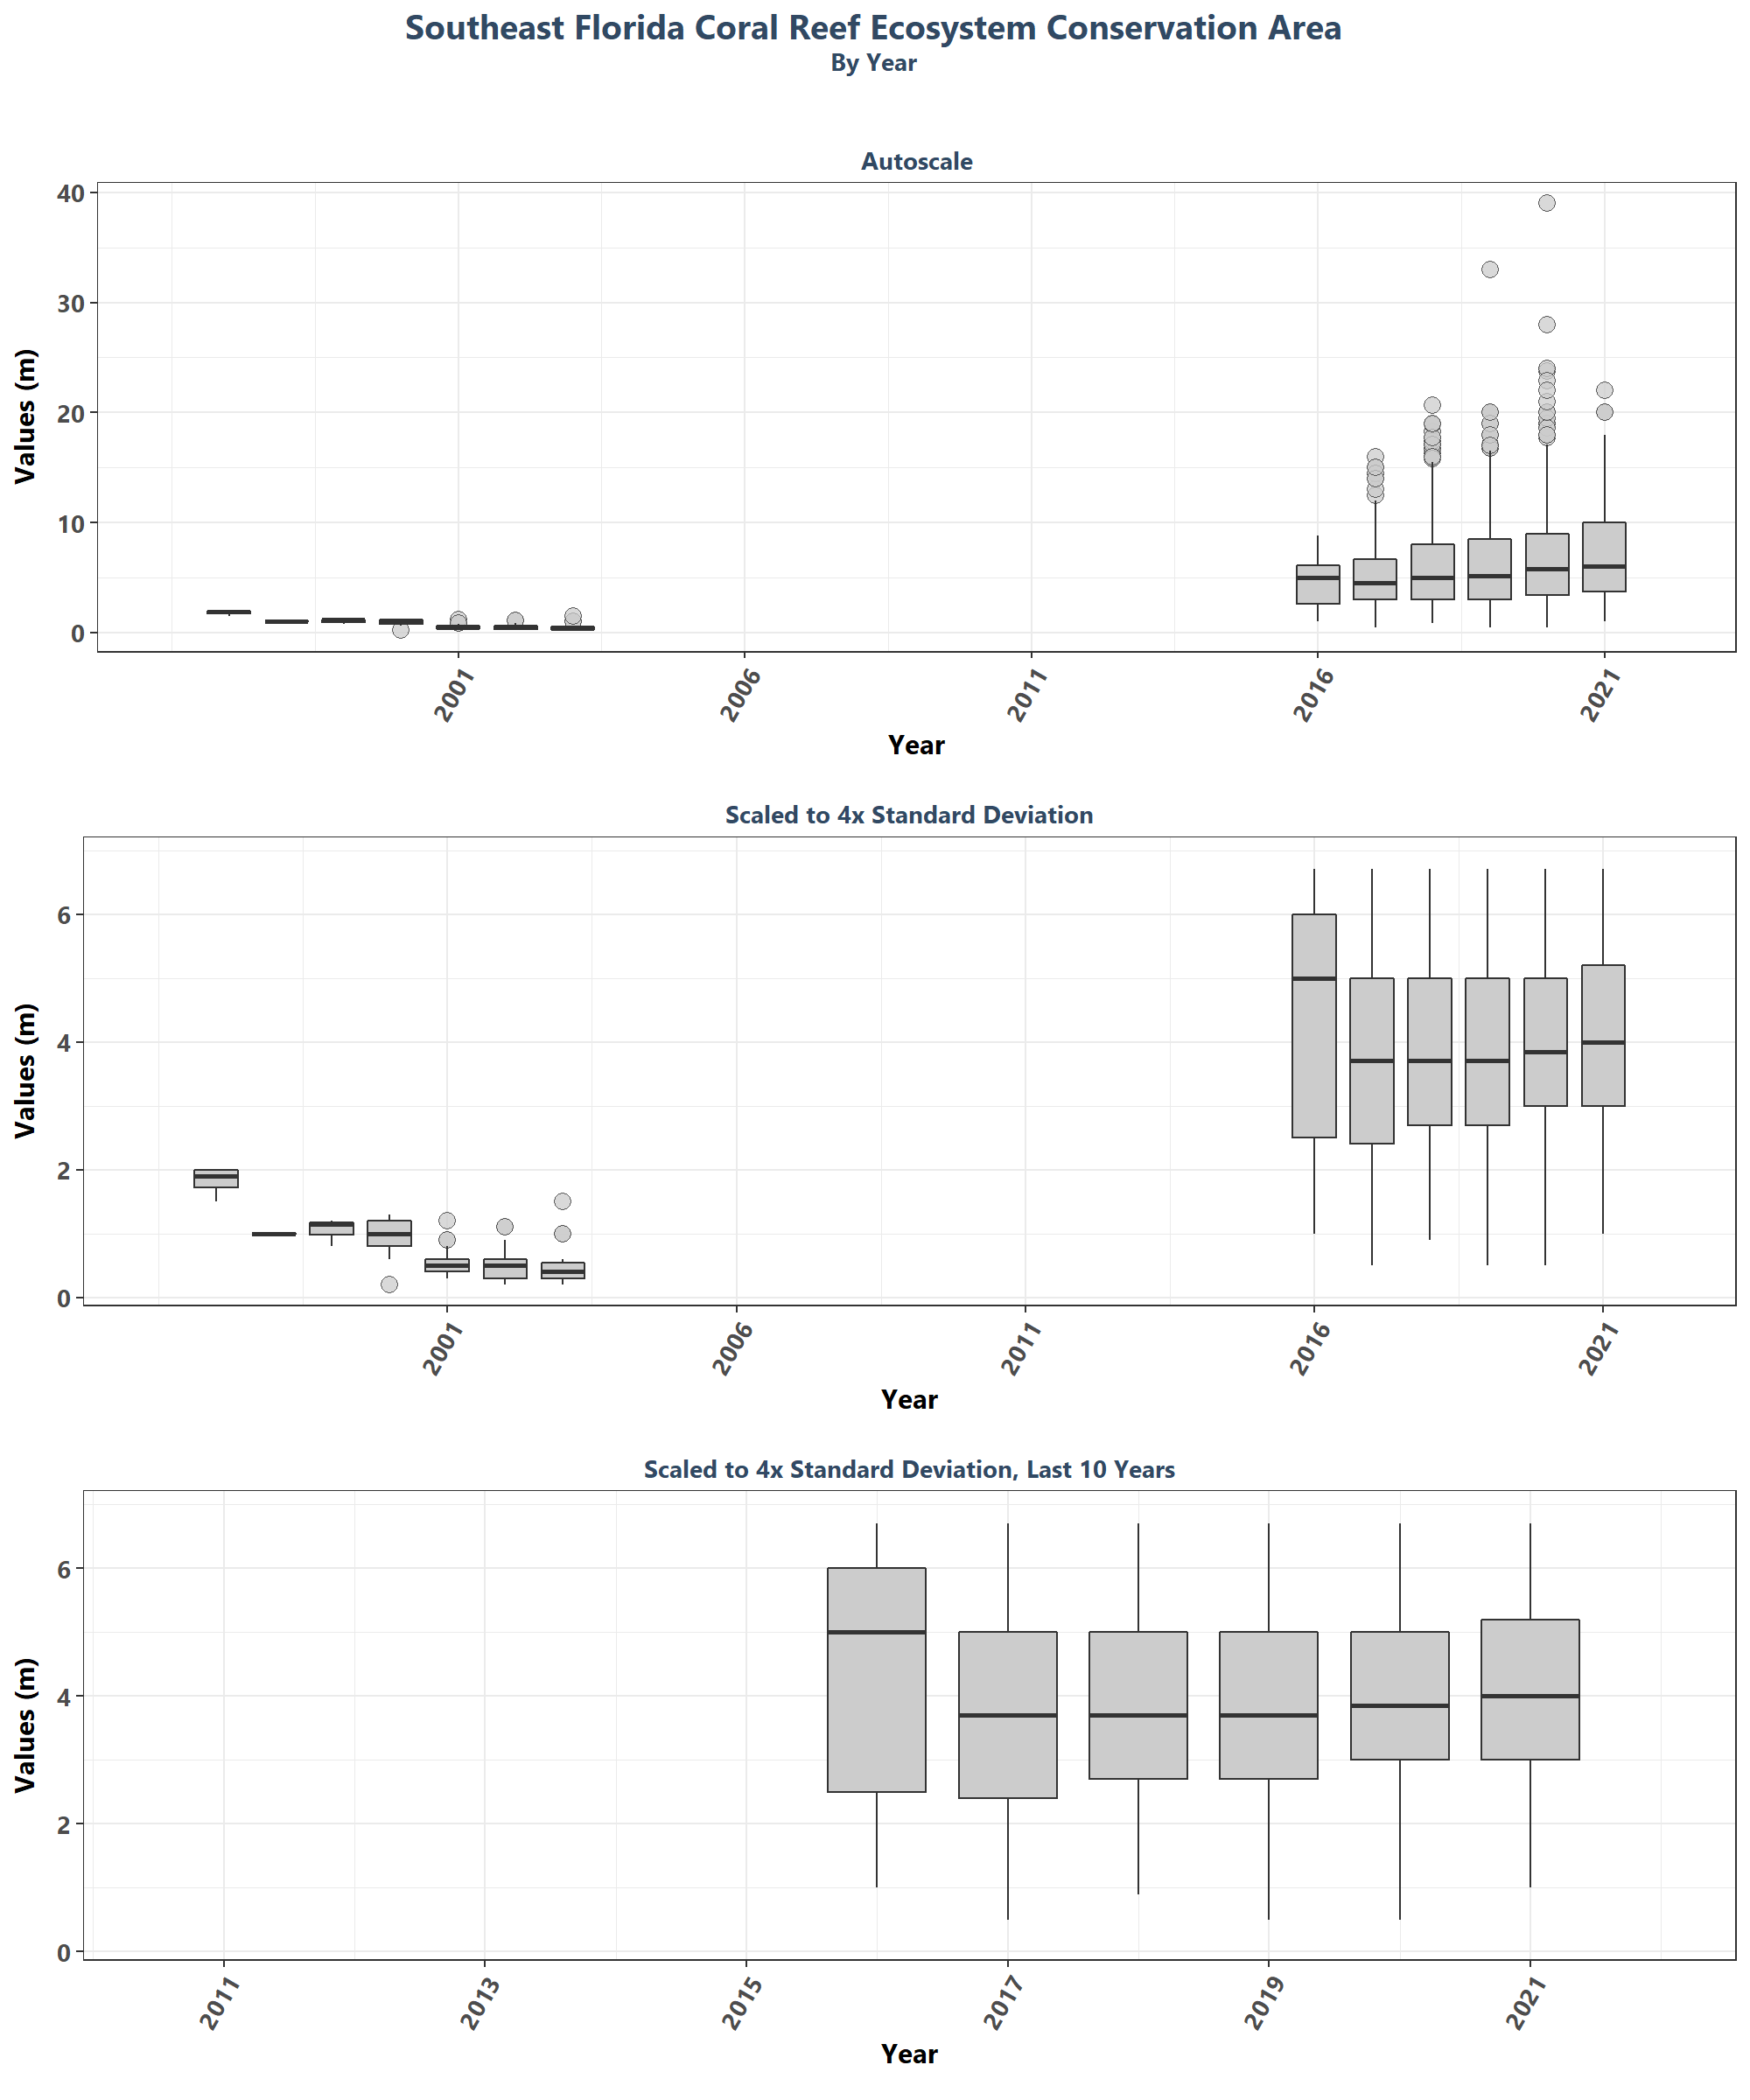 Southeast Florida Coral Reef Ecosystem Conservation Area
By Year
Autoscale
Values (m)
40
30
20
10
0
2001
2006
2011
2016
2021
Year
Scaled to 4x Standard Deviation
Values (m)
6
4
2
0
2001
2006
2011
2016
2021
Year
Scaled to 4x Standard Deviation, Last 10 Years
Values (m)
6
4
2
0
2011
2013
2015
2017
2019
2021
Year